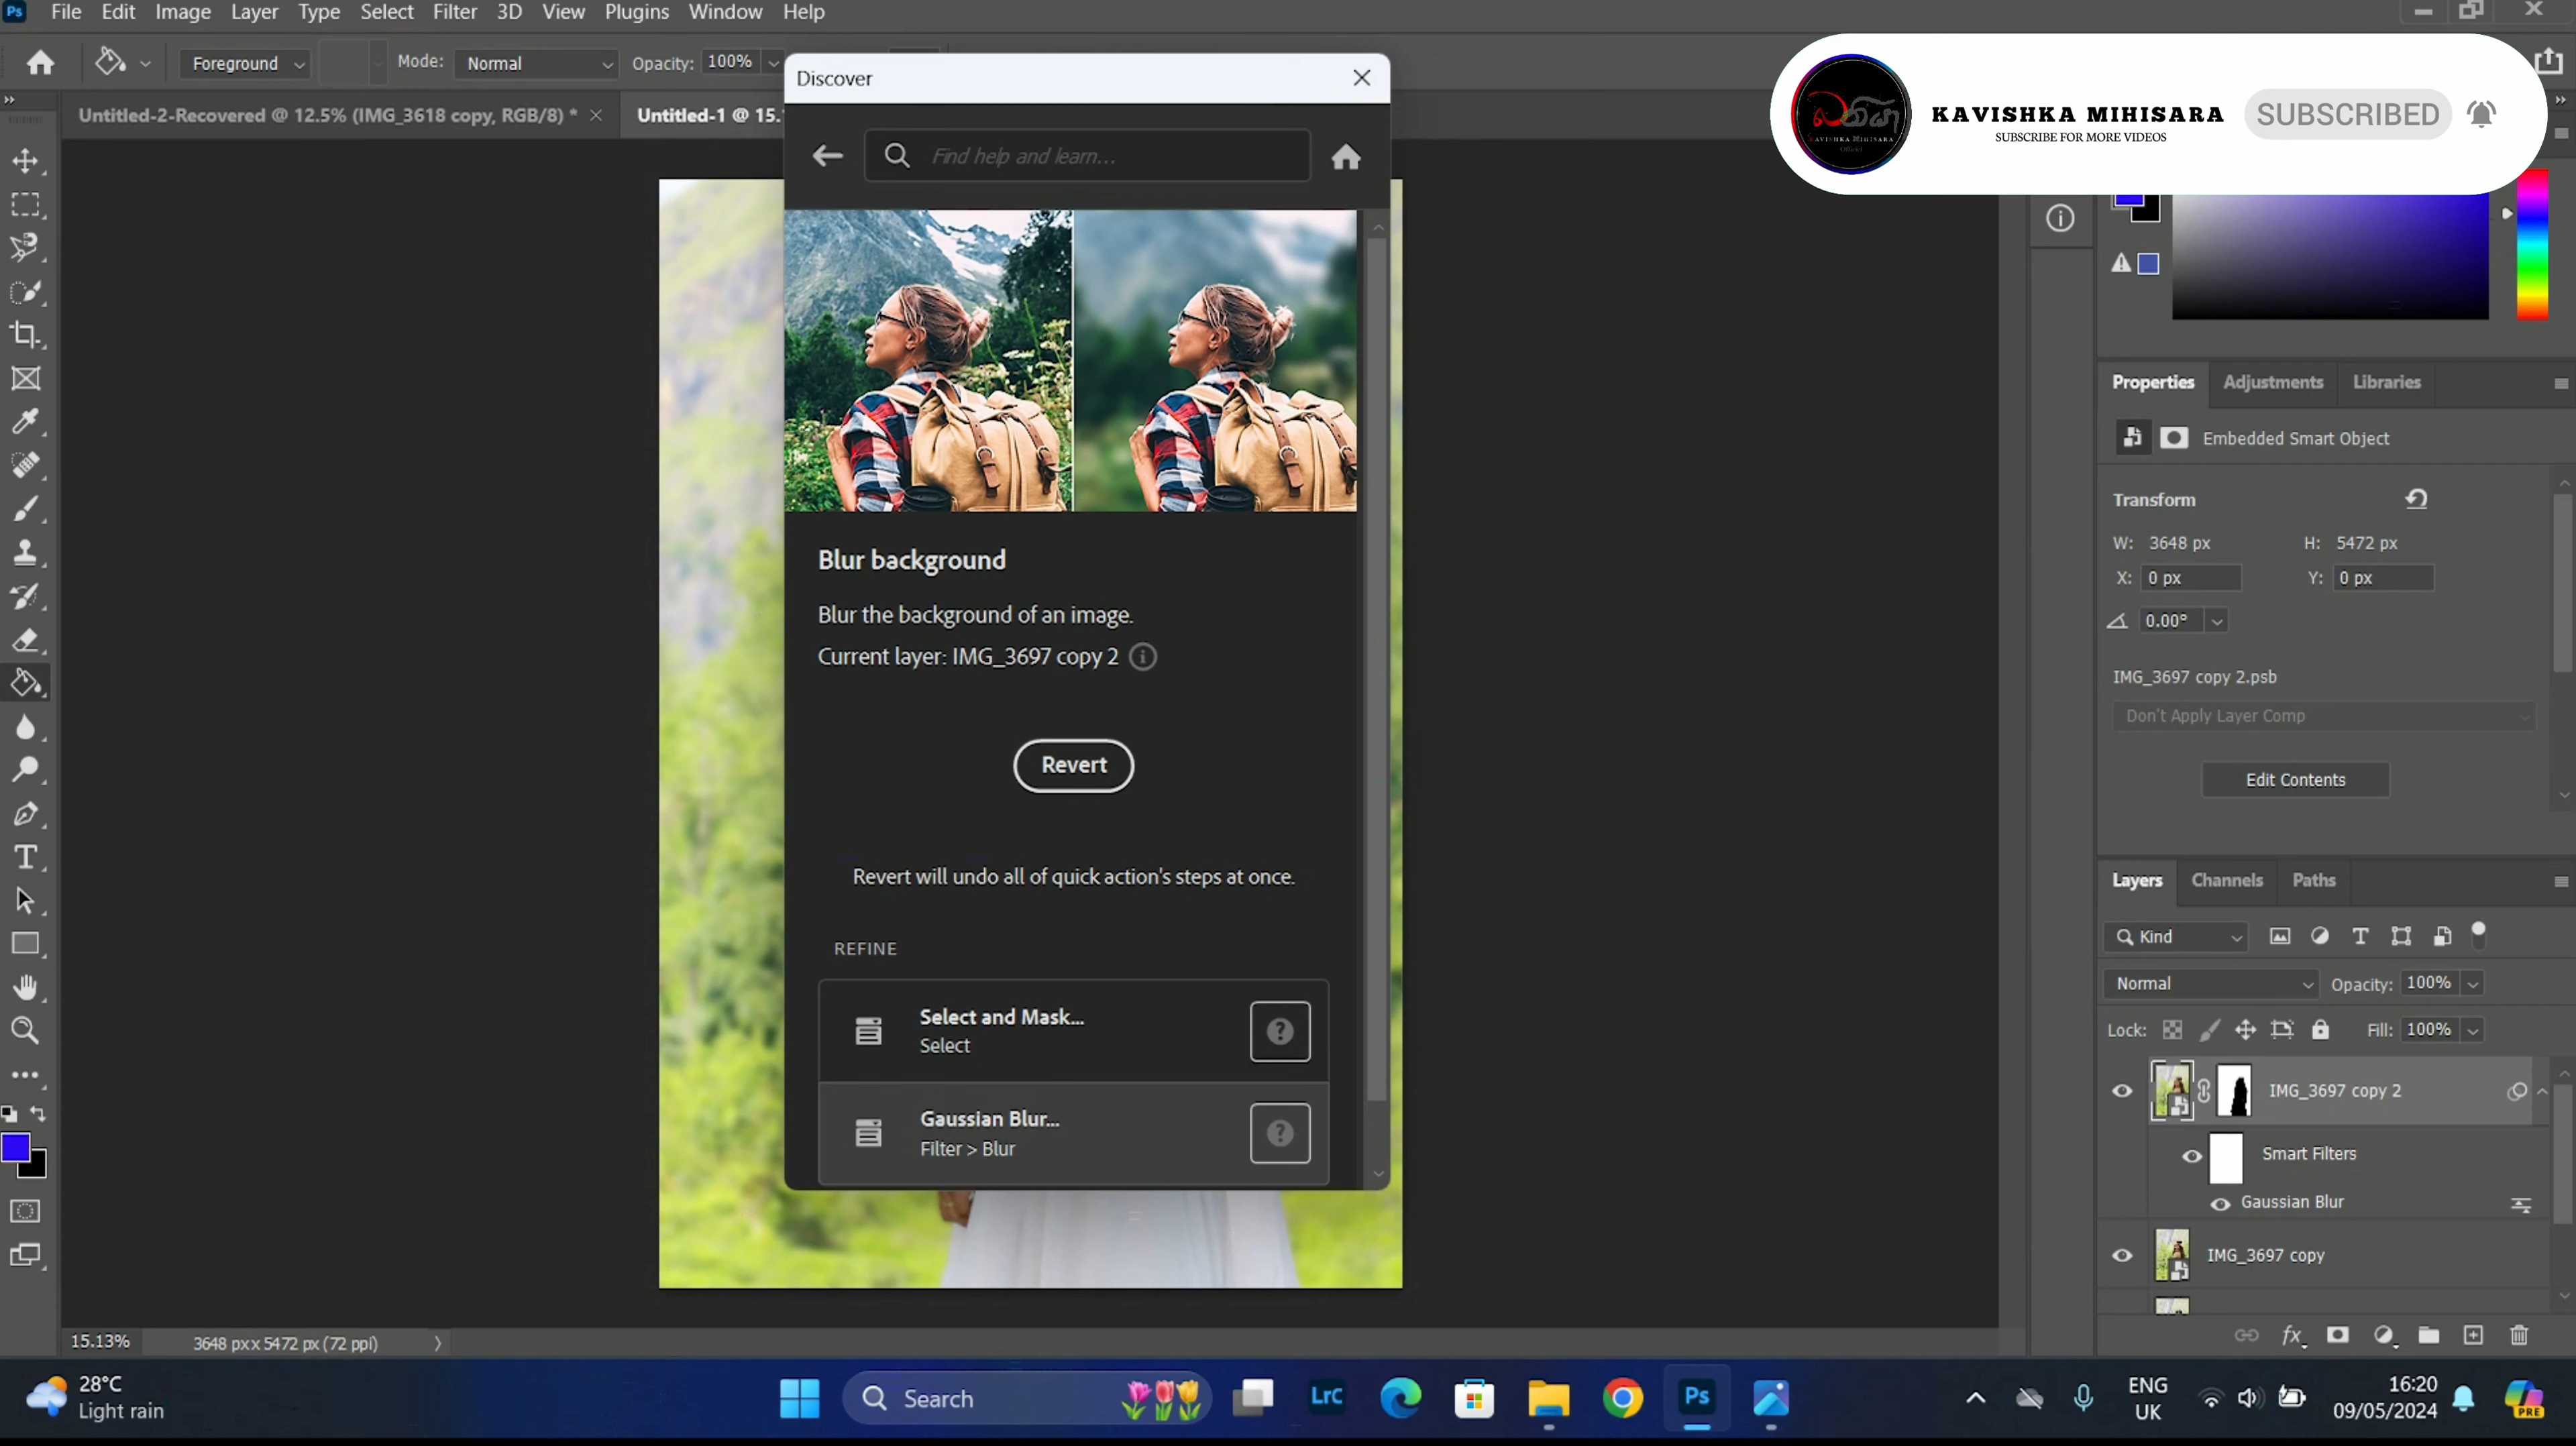 Ps File Edit Image Layer Type Select Filter 3D View Plugins Window Help
Foreground Mode: Normal Opacity: 100%
Untitled-2-Recovered @ 12.5% (IMG_3618 copy, RGB/8) *
Untitled-1 @ 15.
KAVISHKA MIHISARA
SUBSCRIBE FOR MORE VIDEOS
SUBSCRIBED
Discover
Find help and learn...
Blur background
Blur the background of an image.
Current layer: IMG_3697 copy 2
Revert
Revert will undo all of quick action's steps at once.
REFINE
Select and Mask...
Select
Gaussian Blur...
Filter > Blur
Properties Adjustments Libraries
Embedded Smart Object
Transform
W: 3648 px H: 5472 px
X: 0 px Y: 0 px
0.00°
IMG_3697 copy 2.psb
Don't Apply Layer Comp
Edit Contents
Layers Channels Paths
Kind
Normal Opacity: 100%
Lock: Fill: 100%
IMG_3697 copy 2
Smart Filters
Gaussian Blur
IMG_3697 copy
15.13% 3648 px x 5472 px (72 ppi)
28°C
Light rain
Search
LrC
Ps
ENG
UK
16:20
09/05/2024
PRE